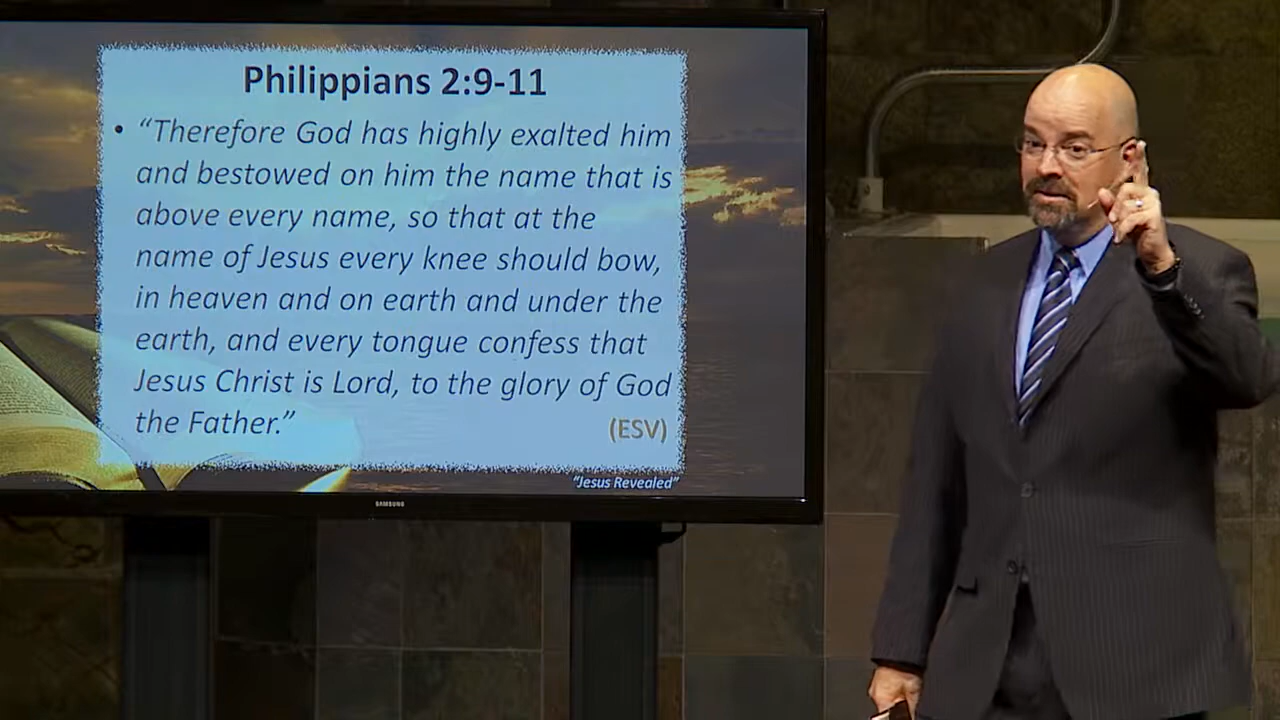 Philippians 2:9-11
• “Therefore God has highly exalted him
and bestowed on him the name that is
above every name, so that at the
name of Jesus every knee should bow,
in heaven and on earth and under the
earth, and every tongue confess that
Jesus Christ is Lord, to the glory of God
the Father.”
(ESV)
“Jesus Revealed”
SAMSUNG